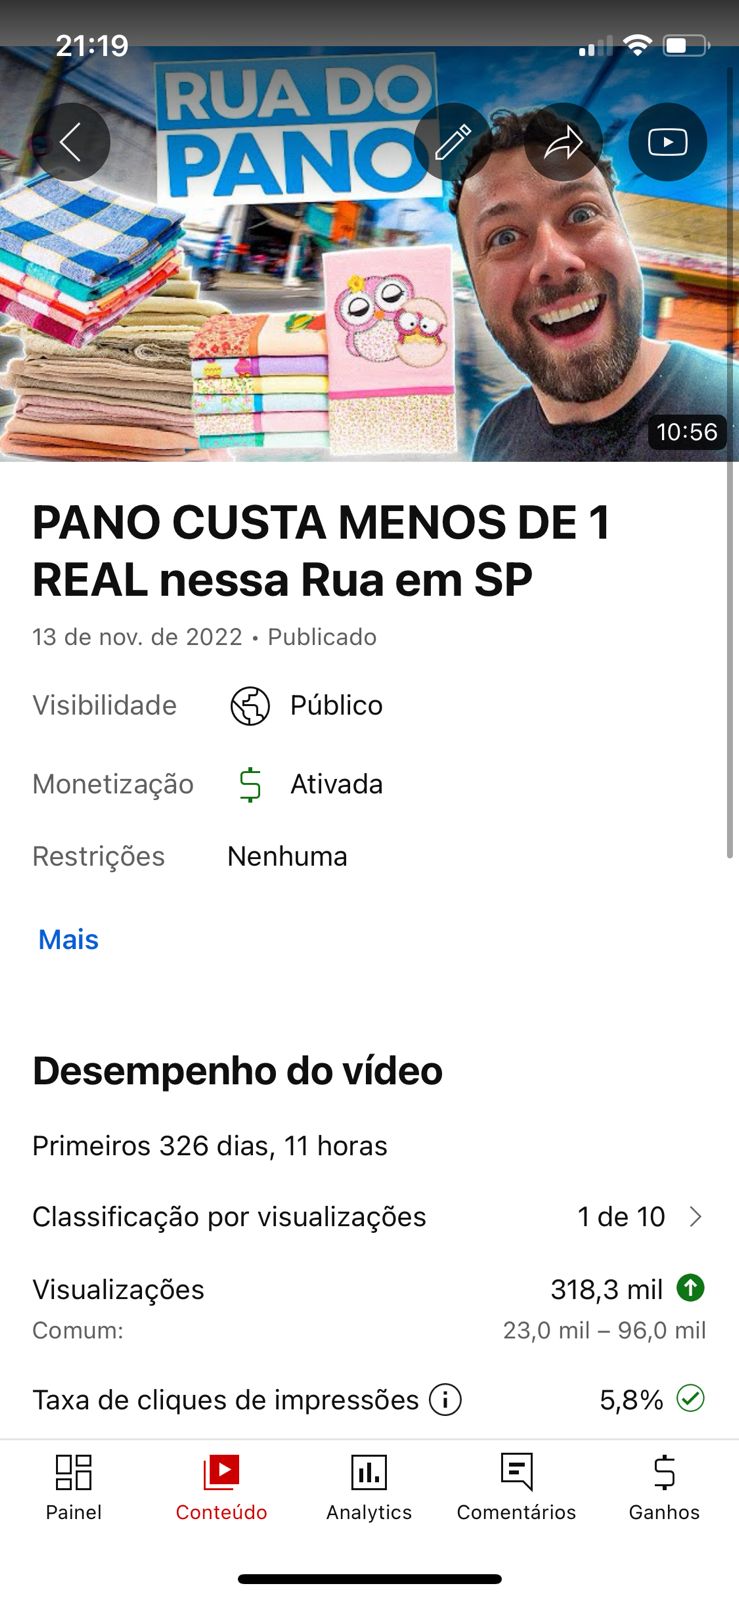 21:19
RUA DO
PANO
10:56
PANO CUSTA MENOS DE 1
REAL nessa Rua em SP
13 de nov. de 2022 • Publicado
Visibilidade Público
Monetização Ativada
Restrições Nenhuma
Mais
Desempenho do vídeo
Primeiros 326 dias, 11 horas
Classificação por visualizações 1 de 10
Visualizações 318,3 mil
Comum: 23,0 mil – 96,0 mil
Taxa de cliques de impressões 5,8%
Painel Conteúdo Analytics Comentários Ganhos